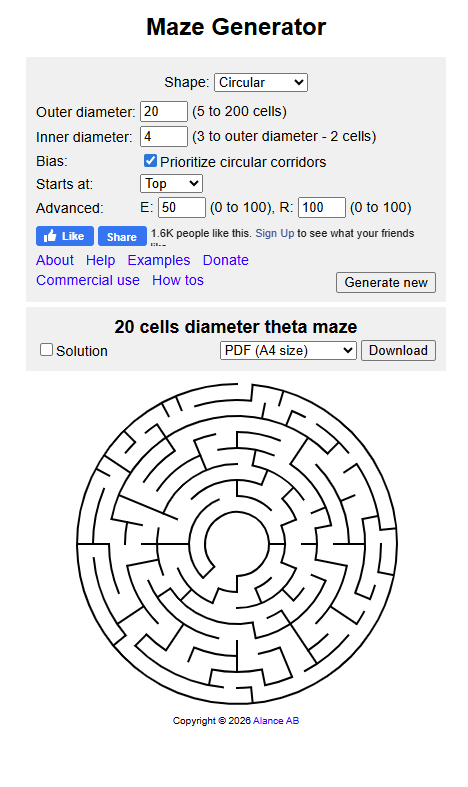 Maze Generator
Shape: Circular
Outer diameter: 20 (5 to 200 cells)
Inner diameter: 4 (3 to outer diameter - 2 cells)
Bias: Prioritize circular corridors
Starts at: Top
Advanced: E: 50 (0 to 100), R: 100 (0 to 100)
Like Share 1.6K people like this. Sign Up to see what your friends
About Help Examples Donate
Commercial use How tos Generate new
20 cells diameter theta maze
Solution PDF (A4 size) Download
Copyright © 2026 Alance AB